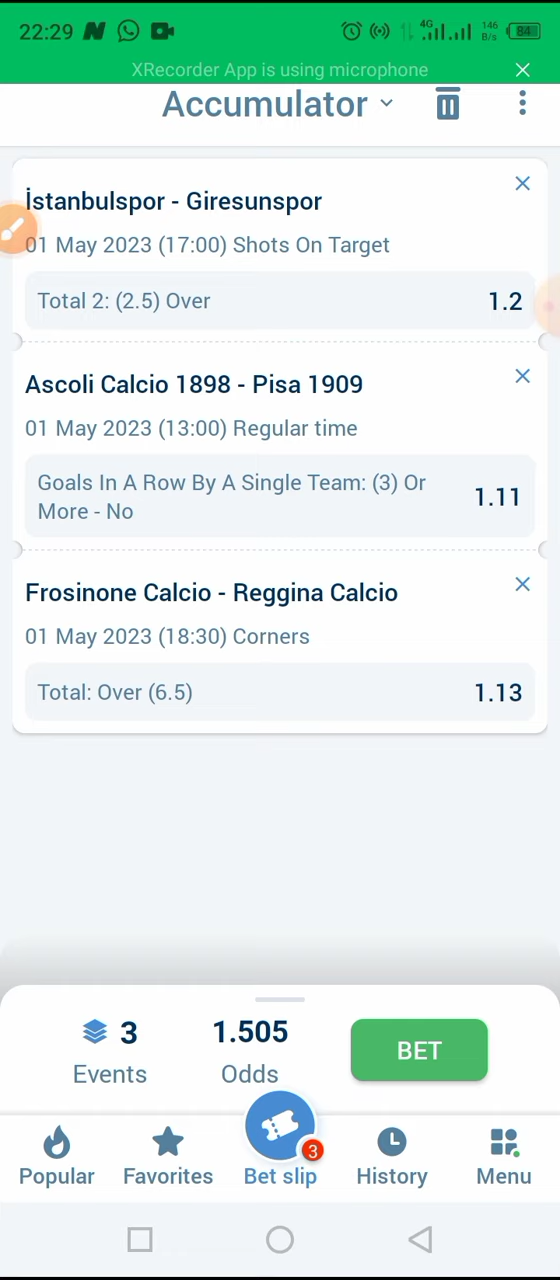 22:29 4G 146 B/s 84
XRecorder App is using microphone
Accumulator
İstanbulspor - Giresunspor
01 May 2023 (17:00) Shots On Target
Total 2: (2.5) Over 1.2
Ascoli Calcio 1898 - Pisa 1909
01 May 2023 (13:00) Regular time
Goals In A Row By A Single Team: (3) Or
More - No 1.11
Frosinone Calcio - Reggina Calcio
01 May 2023 (18:30) Corners
Total: Over (6.5) 1.13
3 1.505 BET
Events Odds
3
Popular Favorites Bet slip History Menu